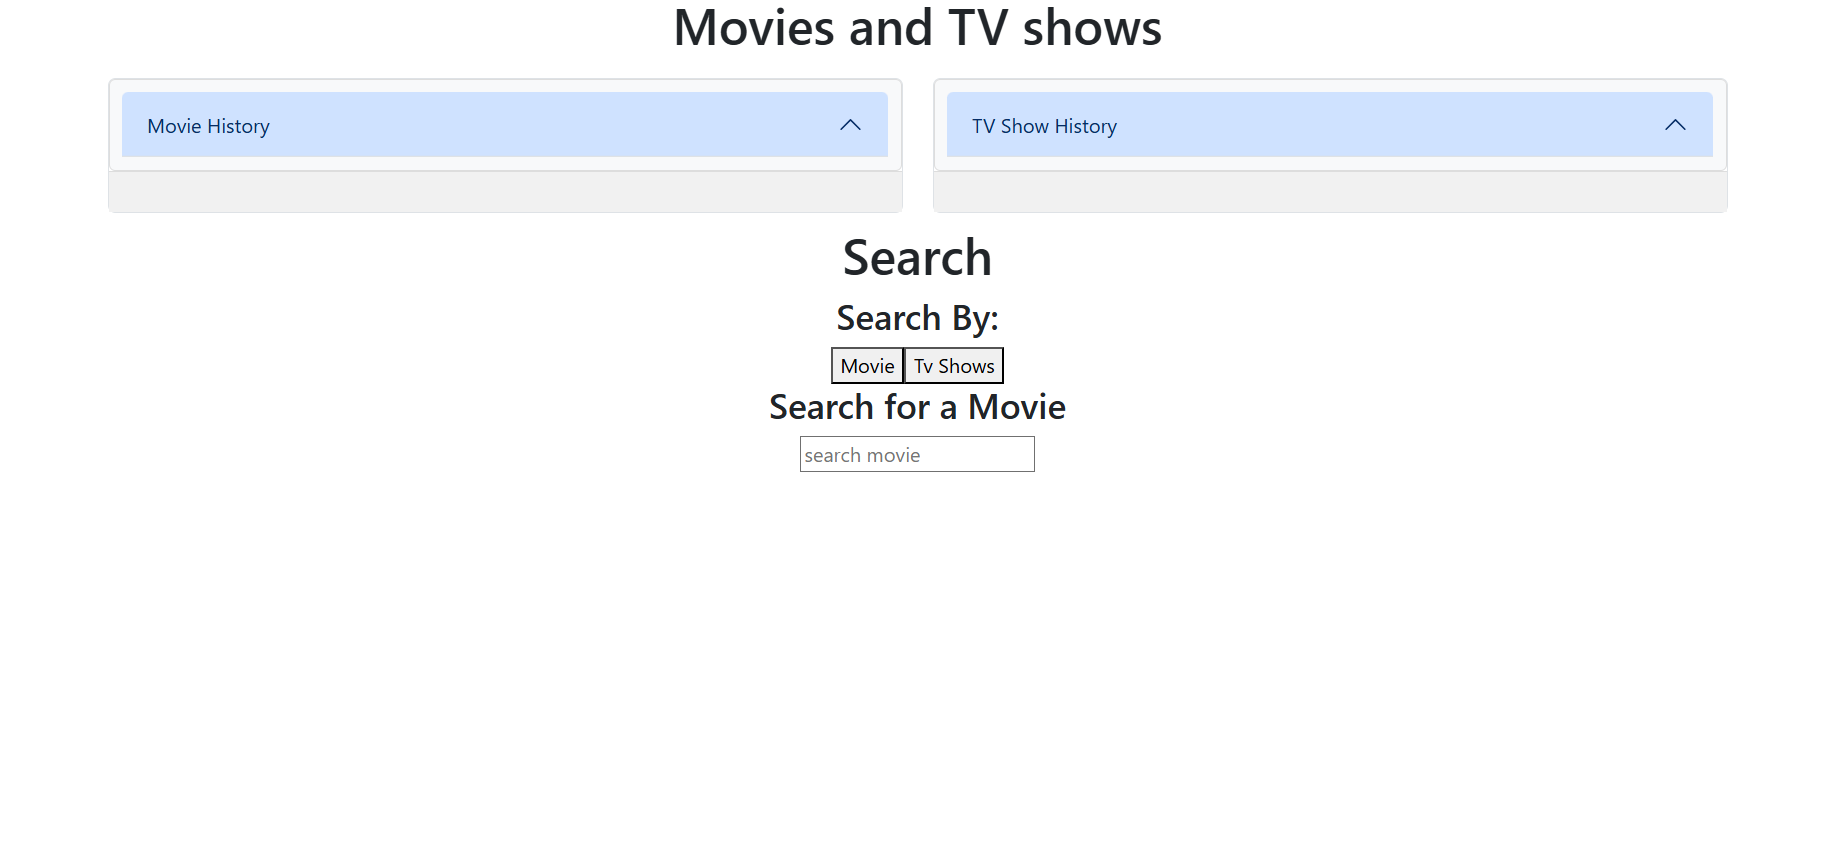 Movies and TV shows
Movie History
TV Show History
Search
Search By:
Movie Tv Shows
Search for a Movie
search movie